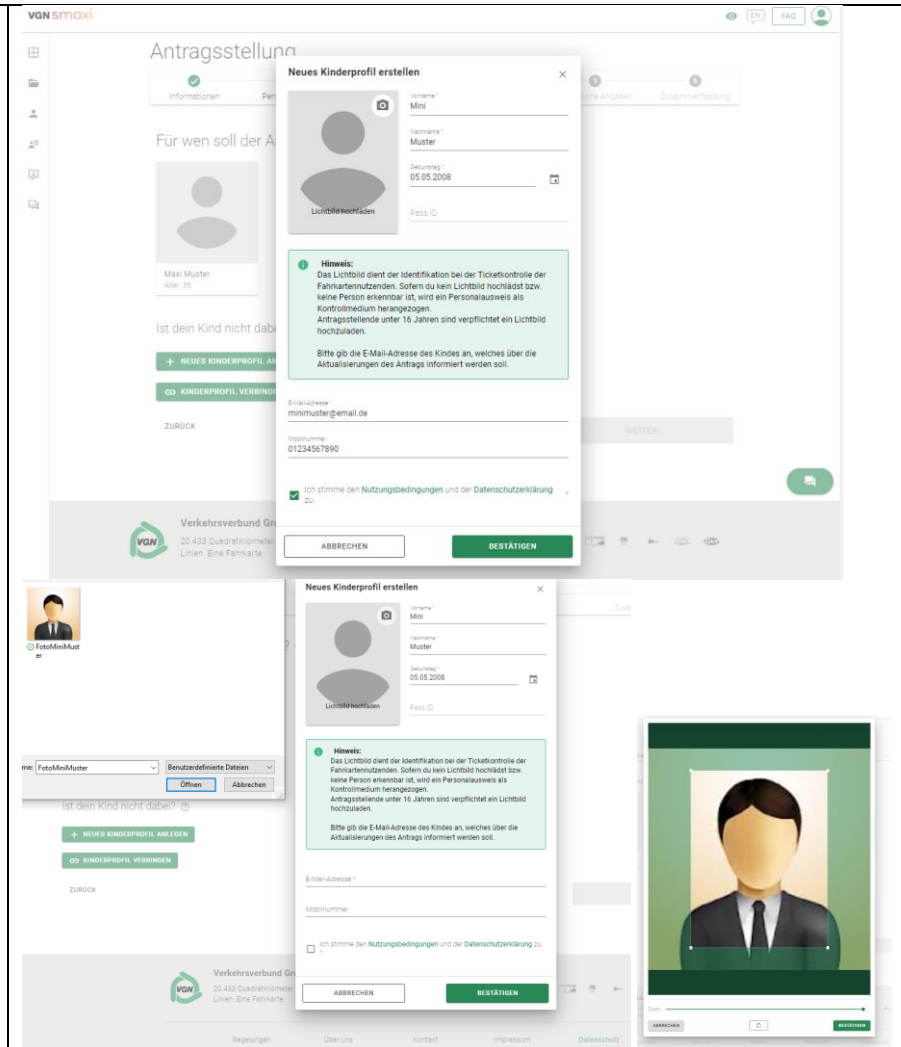 VGN smaxi
EN
FAQ
Antragsstellung
Informationen
Zusammenfassung
Für wen soll der A
Maxi Muster
Alter: 39
Ist dein Kind nicht dabe
+ NEUES KINDERPROFIL AN
KINDERPROFIL VERBINDE
ZURÜCK
WEITER
Neues Kinderprofil erstellen
Lichtbild hochladen
Vorname *
Mini
Nachname *
Muster
Geburtstag *
05.05.2008
Pass ID
Hinweis:
Das Lichtbild dient der Identifikation bei der Ticketkontrolle der
Fahrkartennutzenden. Sofern du kein Lichtbild hochlädst bzw.
keine Person erkennbar ist, wird ein Personalausweis als
Kontrollmedium herangezogen.
Antragsstellende unter 16 Jahren sind verpflichtet ein Lichtbild
hochzuladen.
Bitte gib die E-Mail-Adresse des Kindes an, welches über die
Aktualisierungen des Antrags informiert werden soll.
E-Mail-Adresse *
minimuster@email.de
Mobilnummer
01234567890
Ich stimme den Nutzungsbedingungen und der Datenschutzerklärung
zu. *
ABBRECHEN
BESTÄTIGEN
VGN
Verkehrsverbund Gr
20.433 Quadratkilometer
Linien. Eine Fahrkarte.
FotoMiniMust
er
me: FotoMiniMuster
Benutzerdefinierte Dateien
Öffnen
Abbrechen
Ist dein Kind nicht dabei?
+ NEUES KINDERPROFIL ANLEGEN
KINDERPROFIL VERBINDEN
ZURÜCK
Neues Kinderprofil erstellen
Lichtbild hochladen
Vorname *
Mini
Nachname *
Muster
Geburtstag *
05.05.2008
Pass ID
Hinweis:
Das Lichtbild dient der Identifikation bei der Ticketkontrolle der
Fahrkartennutzenden. Sofern du kein Lichtbild hochlädst bzw.
keine Person erkennbar ist, wird ein Personalausweis als
Kontrollmedium herangezogen.
Antragsstellende unter 16 Jahren sind verpflichtet ein Lichtbild
hochzuladen.
Bitte gib die E-Mail-Adresse des Kindes an, welches über die
Aktualisierungen des Antrags informiert werden soll.
E-Mail-Adresse *
Mobilnummer
Ich stimme den Nutzungsbedingungen und der Datenschutzerklärung zu.
*
ABBRECHEN
BESTÄTIGEN
VGN
Verkehrsverbund Gr
20.433 Quadratkilometer
Linien. Eine Fahrkarte.
Regelungen
Über uns
Kontakt
Impressum
Datenschutz
Zoom
ABBRECHEN
BESTÄTIGEN